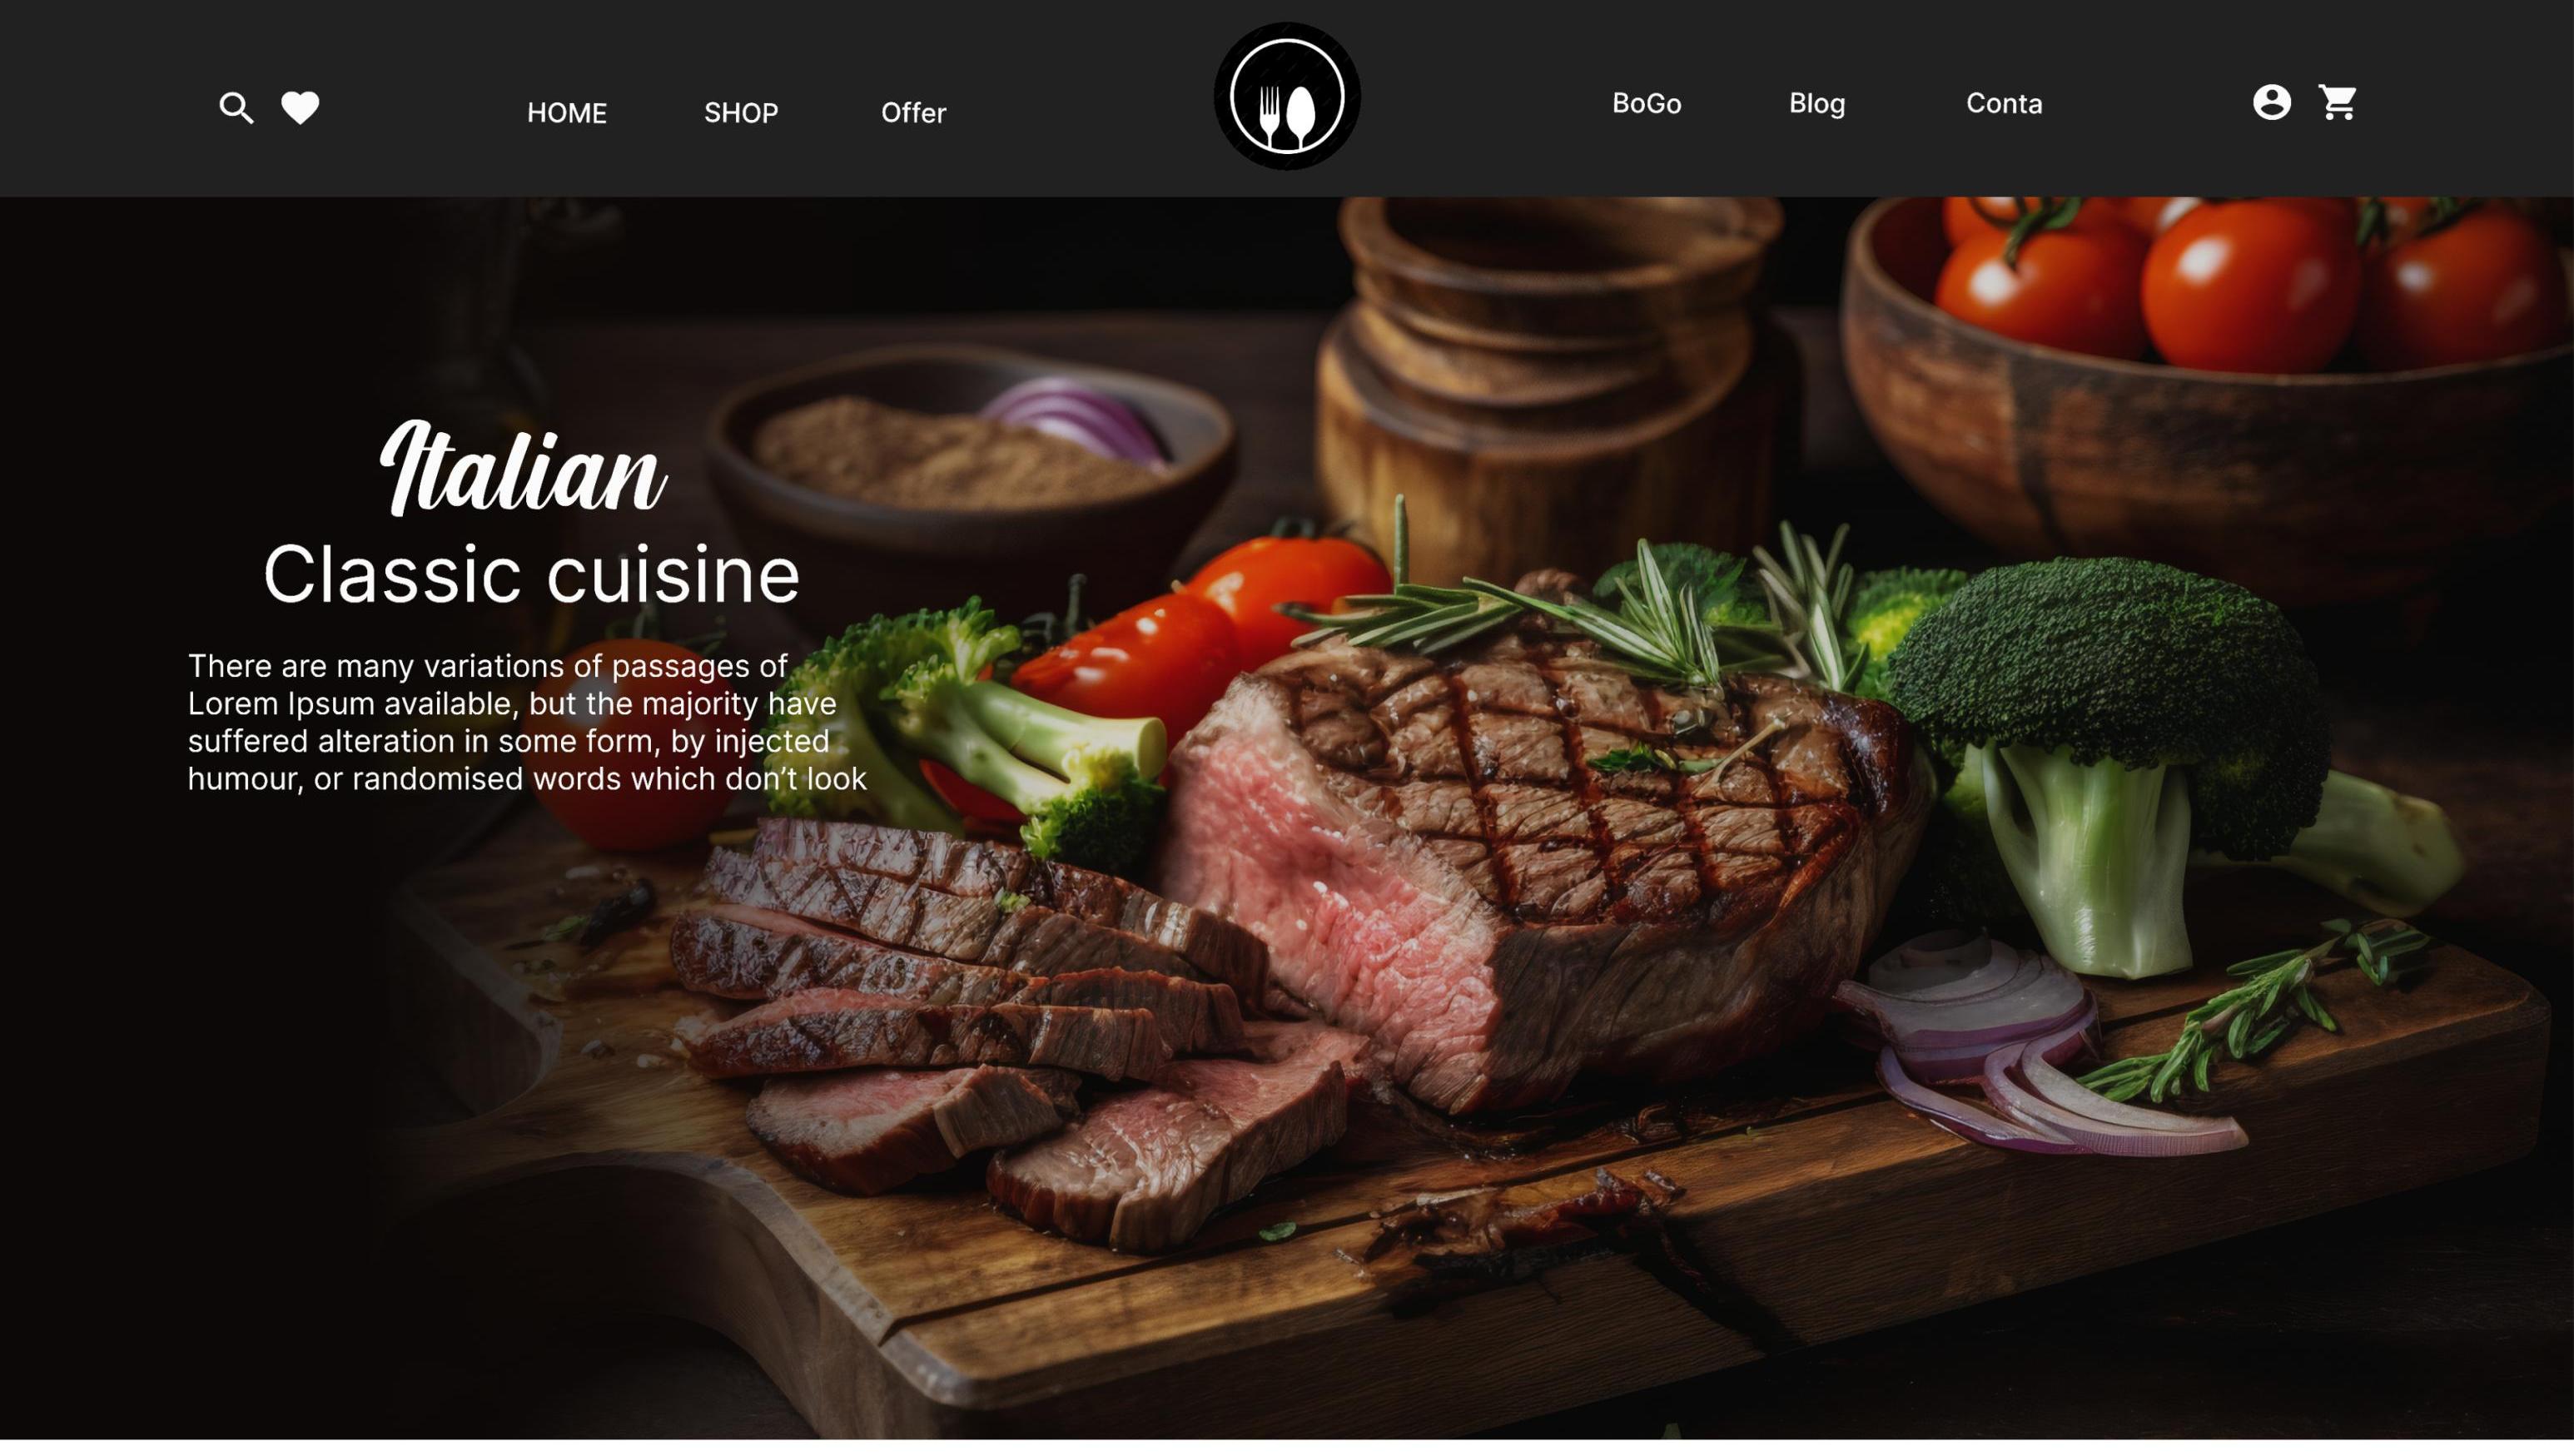 HOME SHOP Offer BoGo Blog Conta
Italian
Classic cuisine
There are many variations of passages of
Lorem Ipsum available, but the majority have
suffered alteration in some form, by injected
humour, or randomised words which don’t look